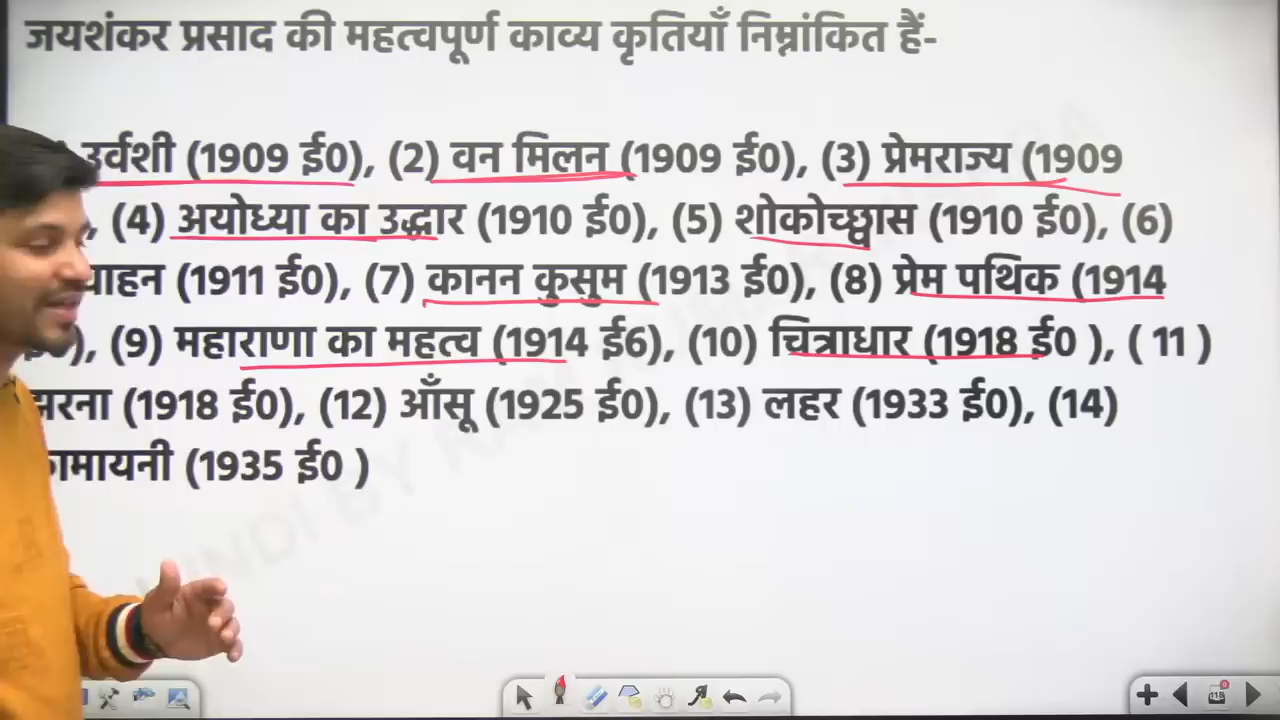 जयशंकर प्रसाद की महत्वपूर्ण काव्य कृतियाँ निम्नांकित हैं-
उर्वशी (1909 ई0), (2) वन मिलन (1909 ई0), (3) प्रेमराज्य (1909
, (4) अयोध्या का उद्धार (1910 ई0), (5) शोकोच्छ्वास (1910 ई0), (6)
(1911 ई0), (7) कानन कुसुम (1913 ई0), (8) प्रेम पथिक (1914
), (9) महाराणा का महत्व (1914 ई6), (10) चित्राधार (1918 ई0 ), ( 11 )
झरना (1918 ई0), (12) आँसू (1925 ई0), (13) लहर (1933 ई0), (14)
कामायनी (1935 ई0 )